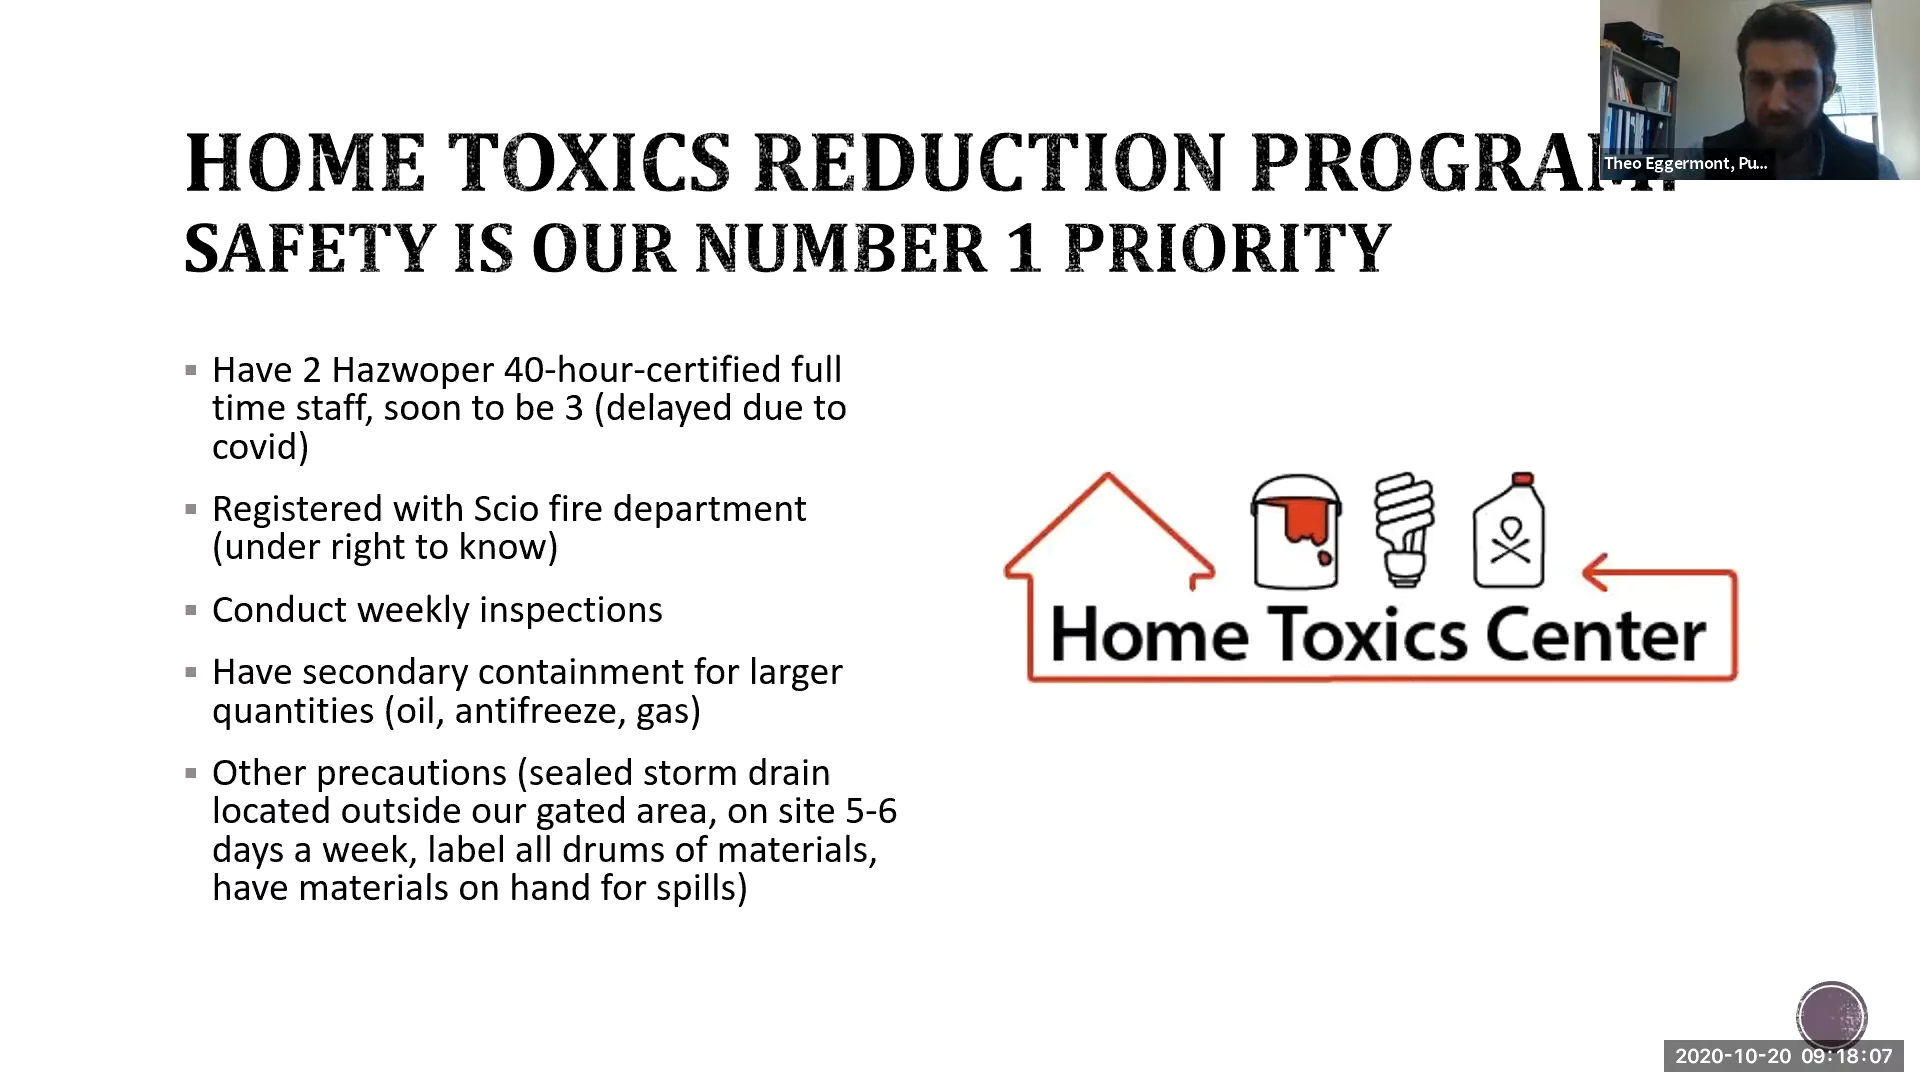 HOME TOXICS REDUCTION PROGRAM:
SAFETY IS OUR NUMBER 1 PRIORITY
Theo Eggermont, Pu...
▪ Have 2 Hazwoper 40-hour-certified full
time staff, soon to be 3 (delayed due to
covid)
▪ Registered with Scio fire department
(under right to know)
▪ Conduct weekly inspections
▪ Have secondary containment for larger
quantities (oil, antifreeze, gas)
▪ Other precautions (sealed storm drain
located outside our gated area, on site 5-6
days a week, label all drums of materials,
have materials on hand for spills)
Home Toxics Center
2020-10-20 09:18:07